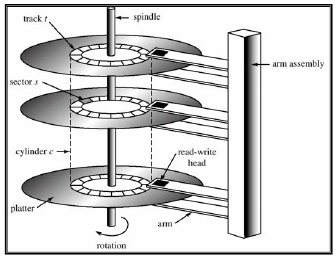 track t
spindle
arm assembly
sector s
cylinder c
read-write
head
platter
arm
rotation